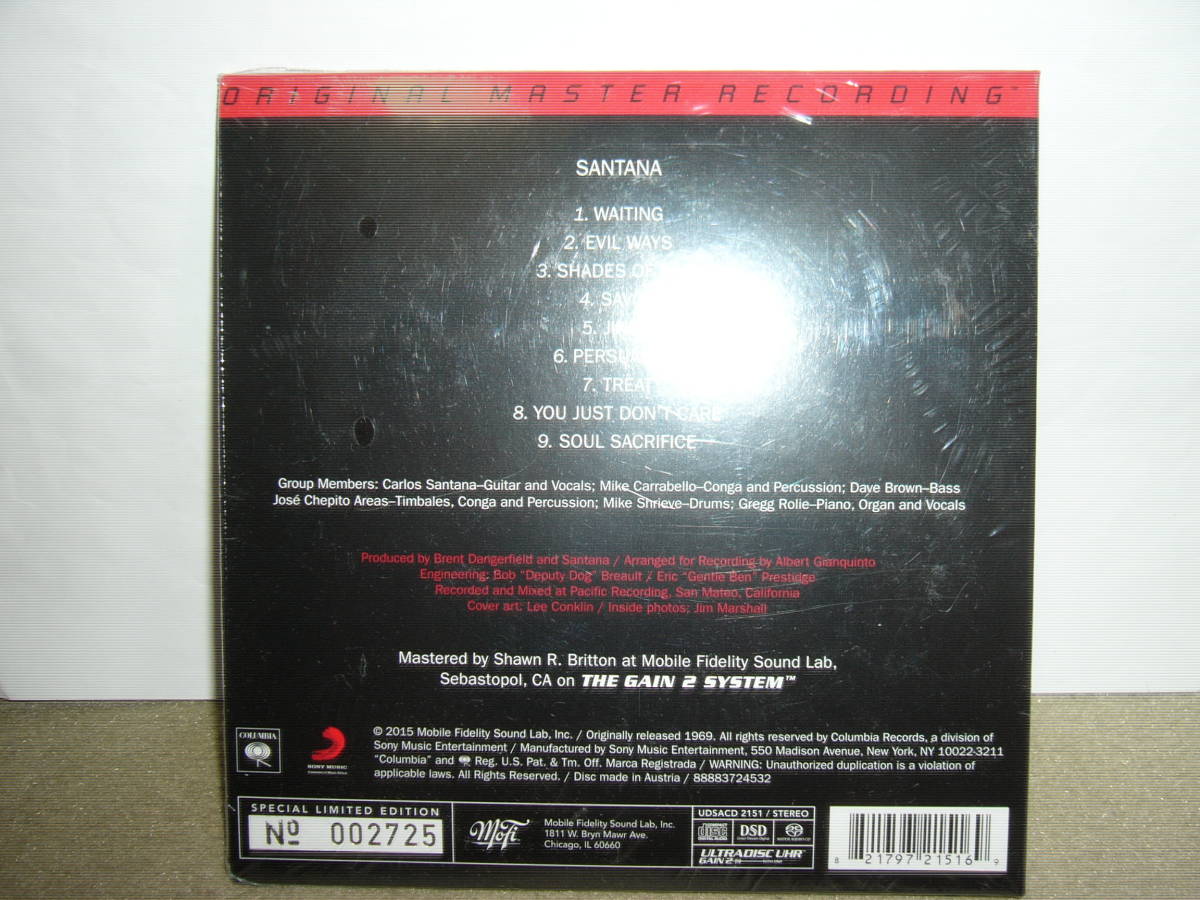 ORIGINAL MASTER RECORDING™
SANTANA
1. WAITING
2. EVIL WAYS
3. SHADES OF
4. SAV
5.
6. PERSUA
7. TREAT
8. YOU JUST DON'T CARE
9. SOUL SACRIFICE
Group Members: Carlos Santana–Guitar and Vocals; Mike Carrabello–Conga and Percussion; Dave Brown–Bass
José Chepito Areas–Timbales, Conga and Percussion; Mike Shrieve–Drums; Gregg Rolie–Piano, Organ and Vocals
Produced by Brent Dangerfield and Santana / Arranged for Recording by Albert Gianquinto
Engineering: Bob "Deputy Dog" Breault / Eric "Gentle Ben" Prestidge
Recorded and Mixed at Pacific Recording, San Mateo, California
Cover art: Lee Conklin / Inside photos; Jim Marshall
Mastered by Shawn R. Britton at Mobile Fidelity Sound Lab,
Sebastopol, CA on THE GAIN 2 SYSTEM™
COLUMBIA
SONY MUSIC
© 2015 Mobile Fidelity Sound Lab, Inc. / Originally released 1969. All rights reserved by Columbia Records, a division of
Sony Music Entertainment / Manufactured by Sony Music Entertainment, 550 Madison Avenue, New York, NY 10022-3211
"Columbia" and Reg. U.S. Pat. & Tm. Off. Marca Registrada / WARNING: Unauthorized duplication is a violation of
applicable laws. All Rights Reserved. / Disc made in Austria / 88883724532
SPECIAL LIMITED EDITION
Nº 002725
MoFi
Mobile Fidelity Sound Lab, Inc.
1811 W. Bryn Mawr Ave.
Chicago, IL 60660
UDSACD 2151 / STEREO
COMPACT disc DIGITAL AUDIO
DSD
ULTRADISC UHR
GAIN 2
8 21797 21516 9